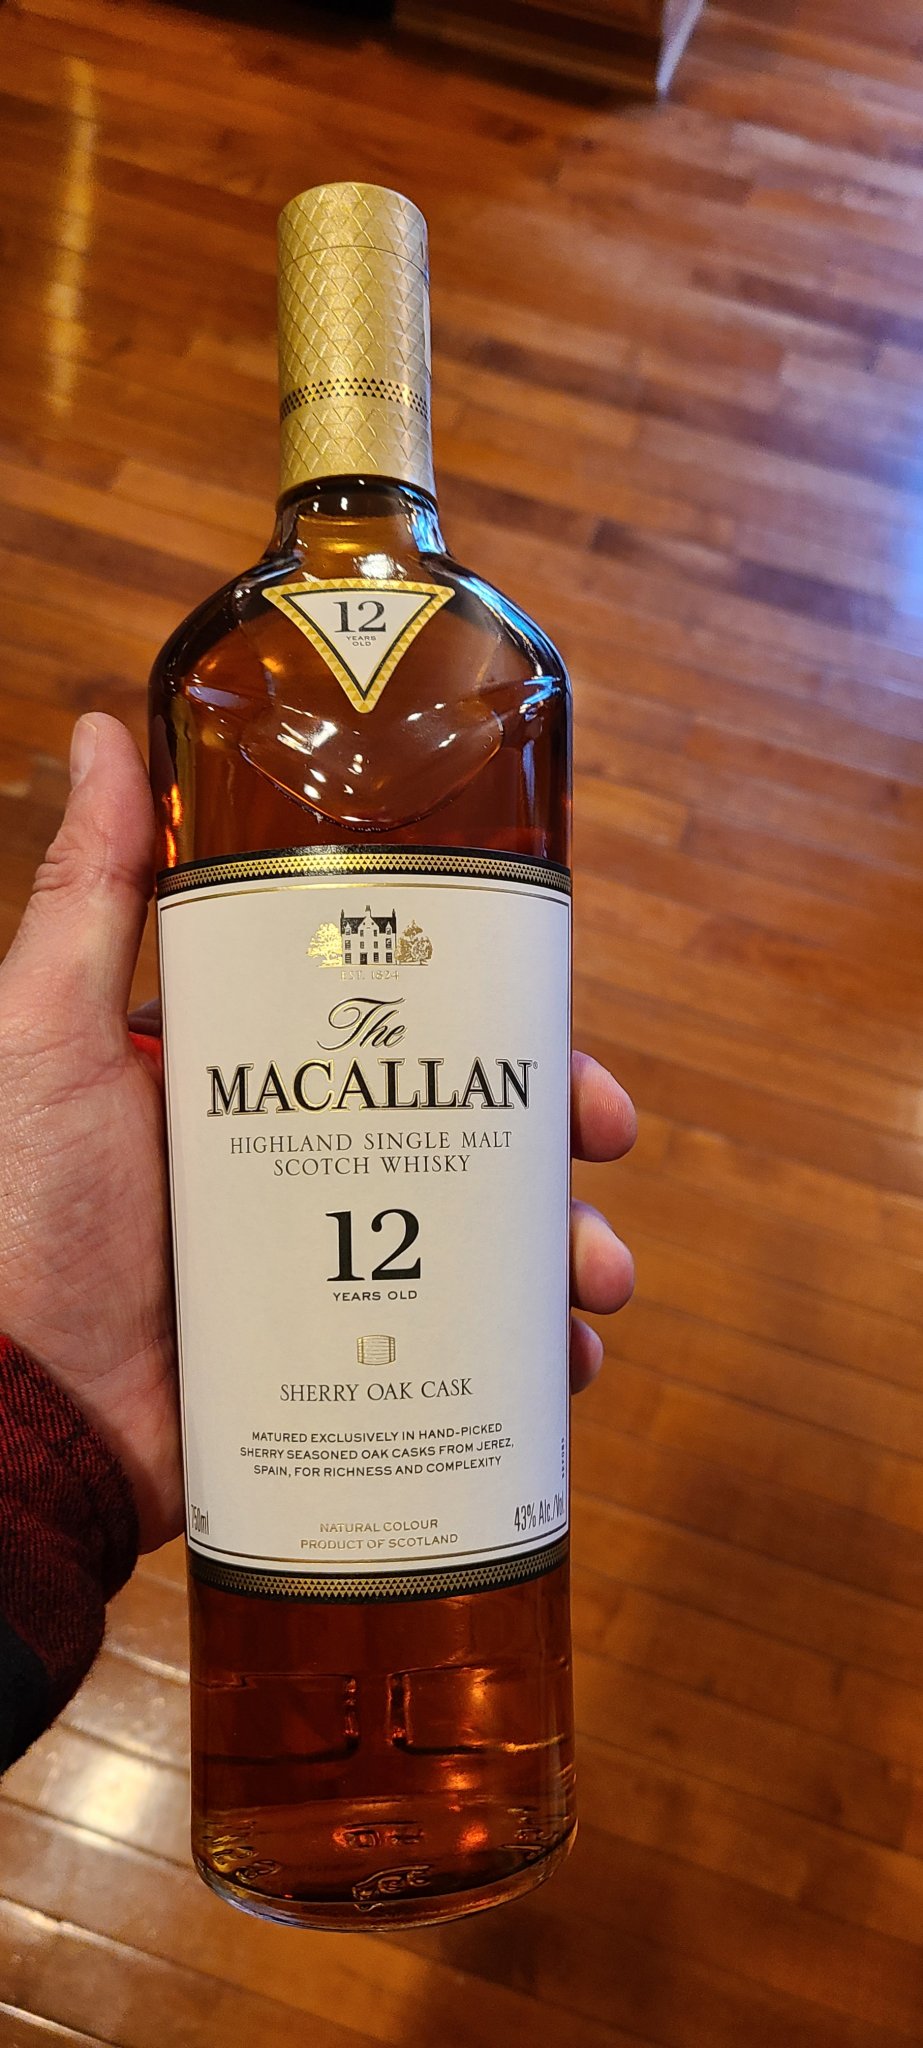 12
YEARS
OLD
EST. 1824
The
MACALLAN®
HIGHLAND SINGLE MALT
SCOTCH WHISKY
12
YEARS OLD
SHERRY OAK CASK
MATURED EXCLUSIVELY IN HAND-PICKED
SHERRY SEASONED OAK CASKS FROM JEREZ,
SPAIN, FOR RICHNESS AND COMPLEXITY
750ml
43% Alc./Vol.
NATURAL COLOUR
PRODUCT OF SCOTLAND